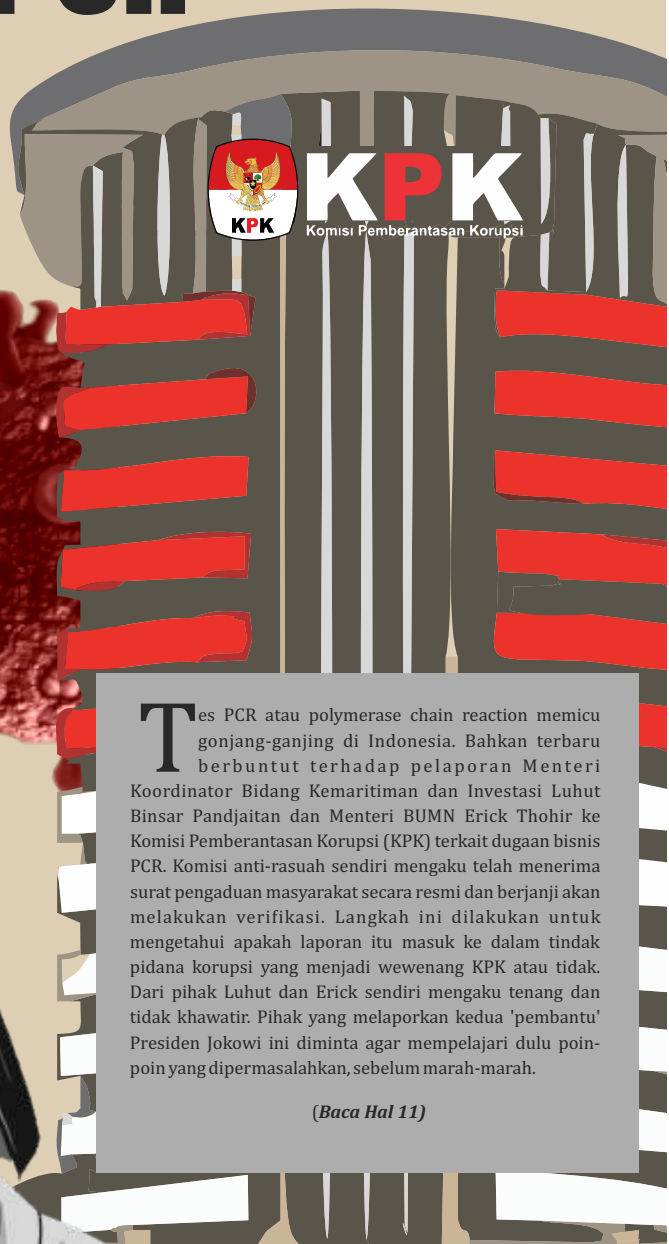 KPK
KPK
Komisi Pemberantasan Korupsi
Tes PCR atau polymerase chain reaction memicu
gonjang-ganjing di Indonesia. Bahkan terbaru
berbuntut terhadap pelaporan Menteri
Koordinator Bidang Kemaritiman dan Investasi Luhut
Binsar Pandjaitan dan Menteri BUMN Erick Thohir ke
Komisi Pemberantasan Korupsi (KPK) terkait dugaan bisnis
PCR. Komisi anti-rasuah sendiri mengaku telah menerima
surat pengaduan masyarakat secara resmi dan berjanji akan
melakukan verifikasi. Langkah ini dilakukan untuk
mengetahui apakah laporan itu masuk ke dalam tindak
pidana korupsi yang menjadi wewenang KPK atau tidak.
Dari pihak Luhut dan Erick sendiri mengaku tenang dan
tidak khawatir. Pihak yang melaporkan kedua 'pembantu'
Presiden Jokowi ini diminta agar mempelajari dulu poin-
poin yang dipermasalahkan, sebelum marah-marah.
(Baca Hal 11)